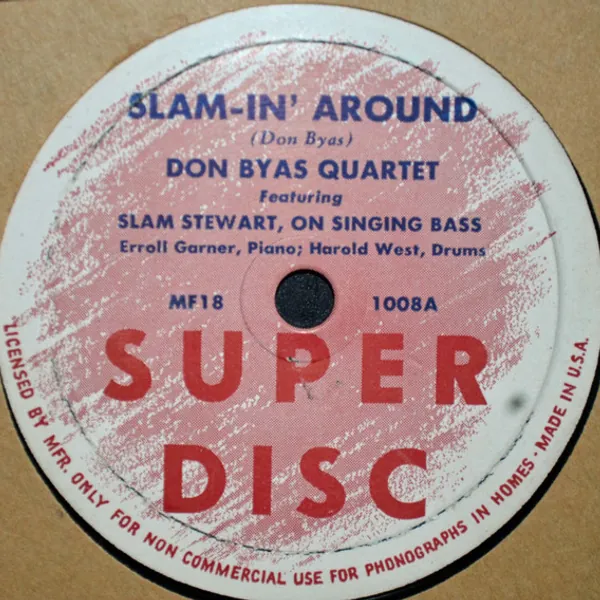 SLAM-IN' AROUND
(Don Byas)
DON BYAS QUARTET
Featuring
SLAM STEWART, ON SINGING BASS
Erroll Garner, Piano; Harold West, Drums
MF18 1008A
SUPER
DISC
LICENSED BY MFR. ONLY FOR NON COMMERCIAL USE FOR PHONOGRAPHS IN HOMES · MADE IN U.S.A.